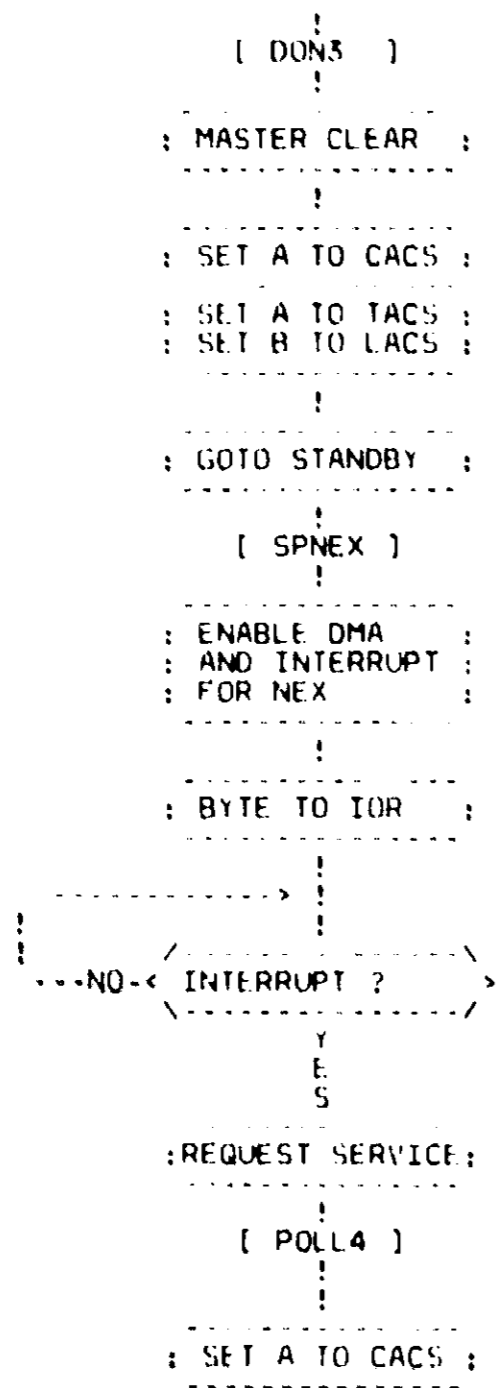 [ DON3 ]
: MASTER CLEAR :
: SET A TO CACS :
: SET A TO TACS :
: SET B TO LACS :
: GOTO STANDBY :
[ SPNEX ]
: ENABLE DMA :
: AND INTERRUPT :
: FOR NEX :
: BYTE TO IOR :
---NO-< INTERRUPT ? >
Y
E
S
:REQUEST SERVICE:
[ POLL4 ]
: SET A TO CACS :